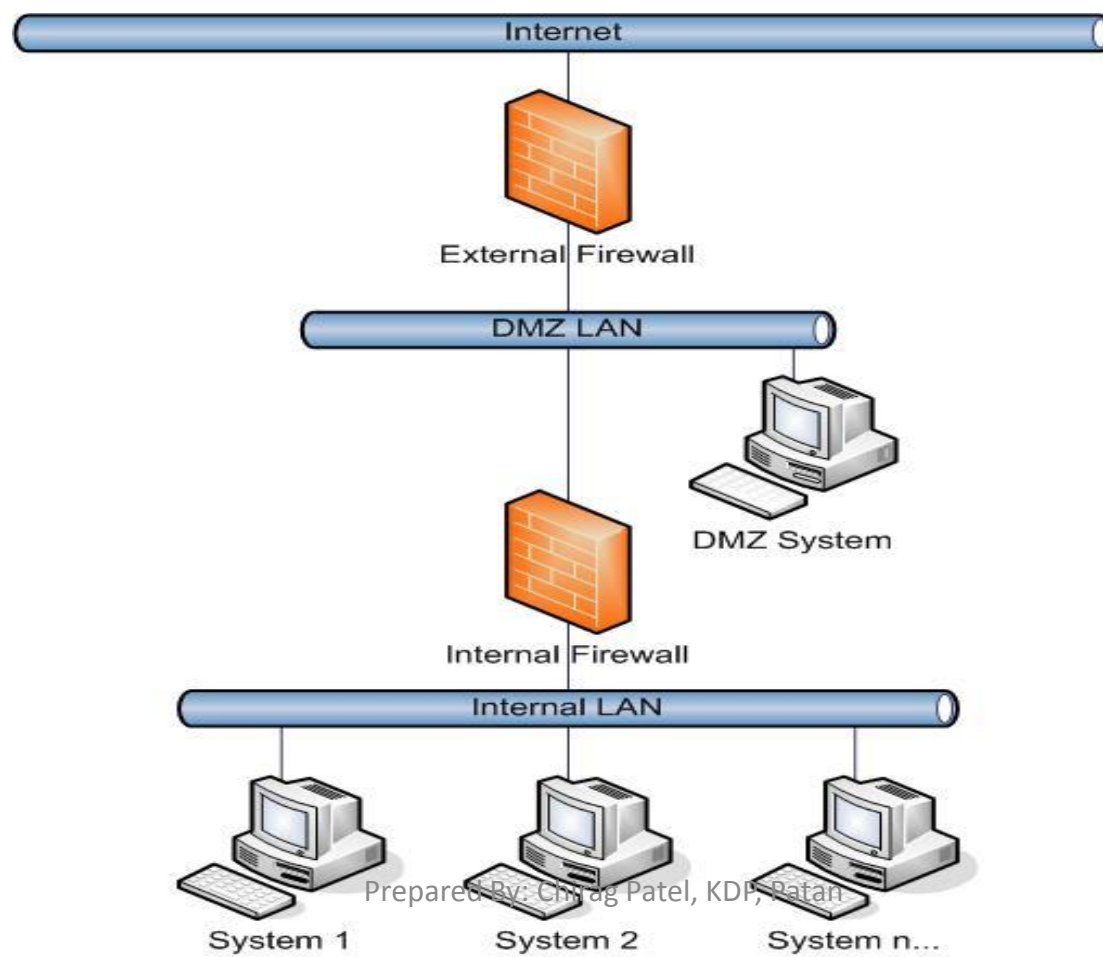 Internet
External Firewall
DMZ LAN
DMZ System
Internal Firewall
Internal LAN
Prepared By: Chirag Patel, KDP, Patan
System 1
System 2
System n...